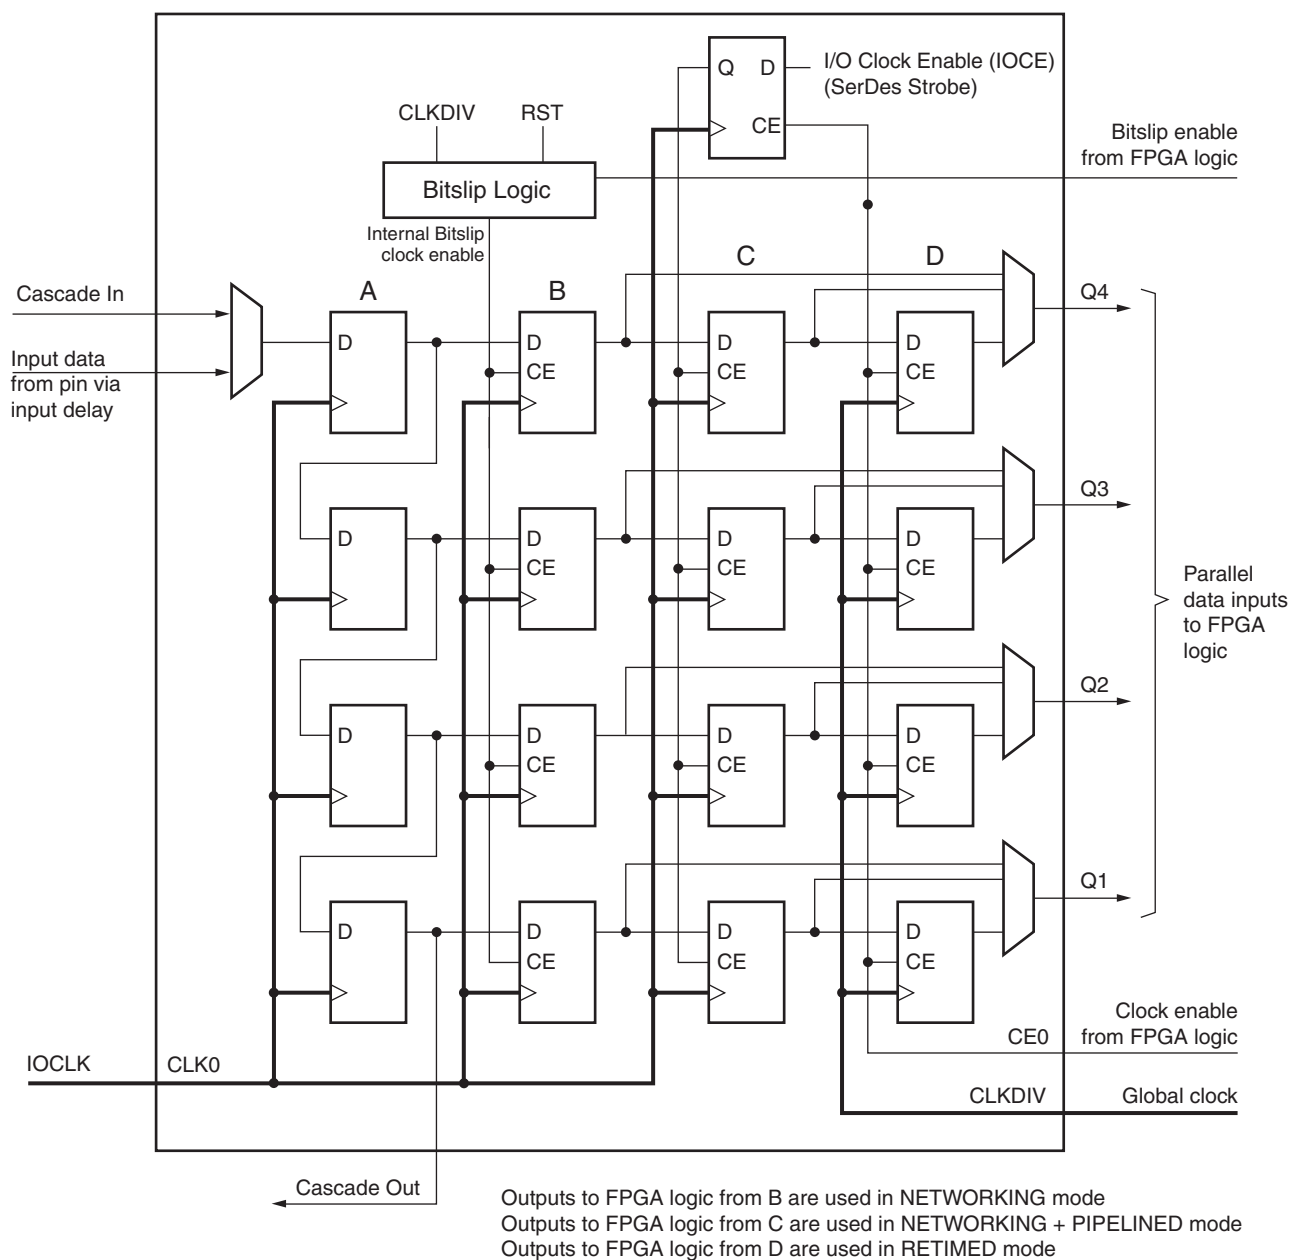 Q D I/O Clock Enable (IOCE)
(SerDes Strobe)
CLKDIV RST
CE
Bitslip enable
from FPGA logic
Bitslip Logic
Internal Bitslip
clock enable
A B C D
Cascade In
Q4
Input data
from pin via
input delay
D D D D
CE CE CE
Q3
D D D D
CE CE CE
Parallel
data inputs
to FPGA
logic
Q2
D D D D
CE CE CE
Q1
D D D D
CE CE CE
Clock enable
from FPGA logic
CE0
IOCLK CLK0
CLKDIV Global clock
Cascade Out
Outputs to FPGA logic from B are used in NETWORKING mode
Outputs to FPGA logic from C are used in NETWORKING + PIPELINED mode
Outputs to FPGA logic from D are used in RETIMED mode